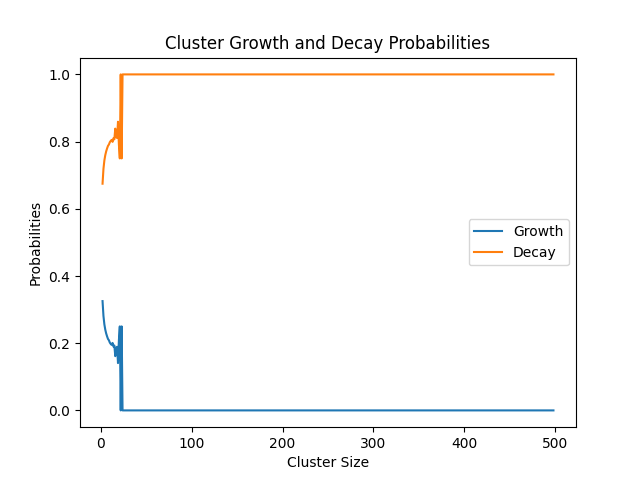 Cluster Growth and Decay Probabilities
1.0
0.8
0.6
0.4
0.2
0.0
Probabilities
Growth
Decay
0 100 200 300 400 500
Cluster Size